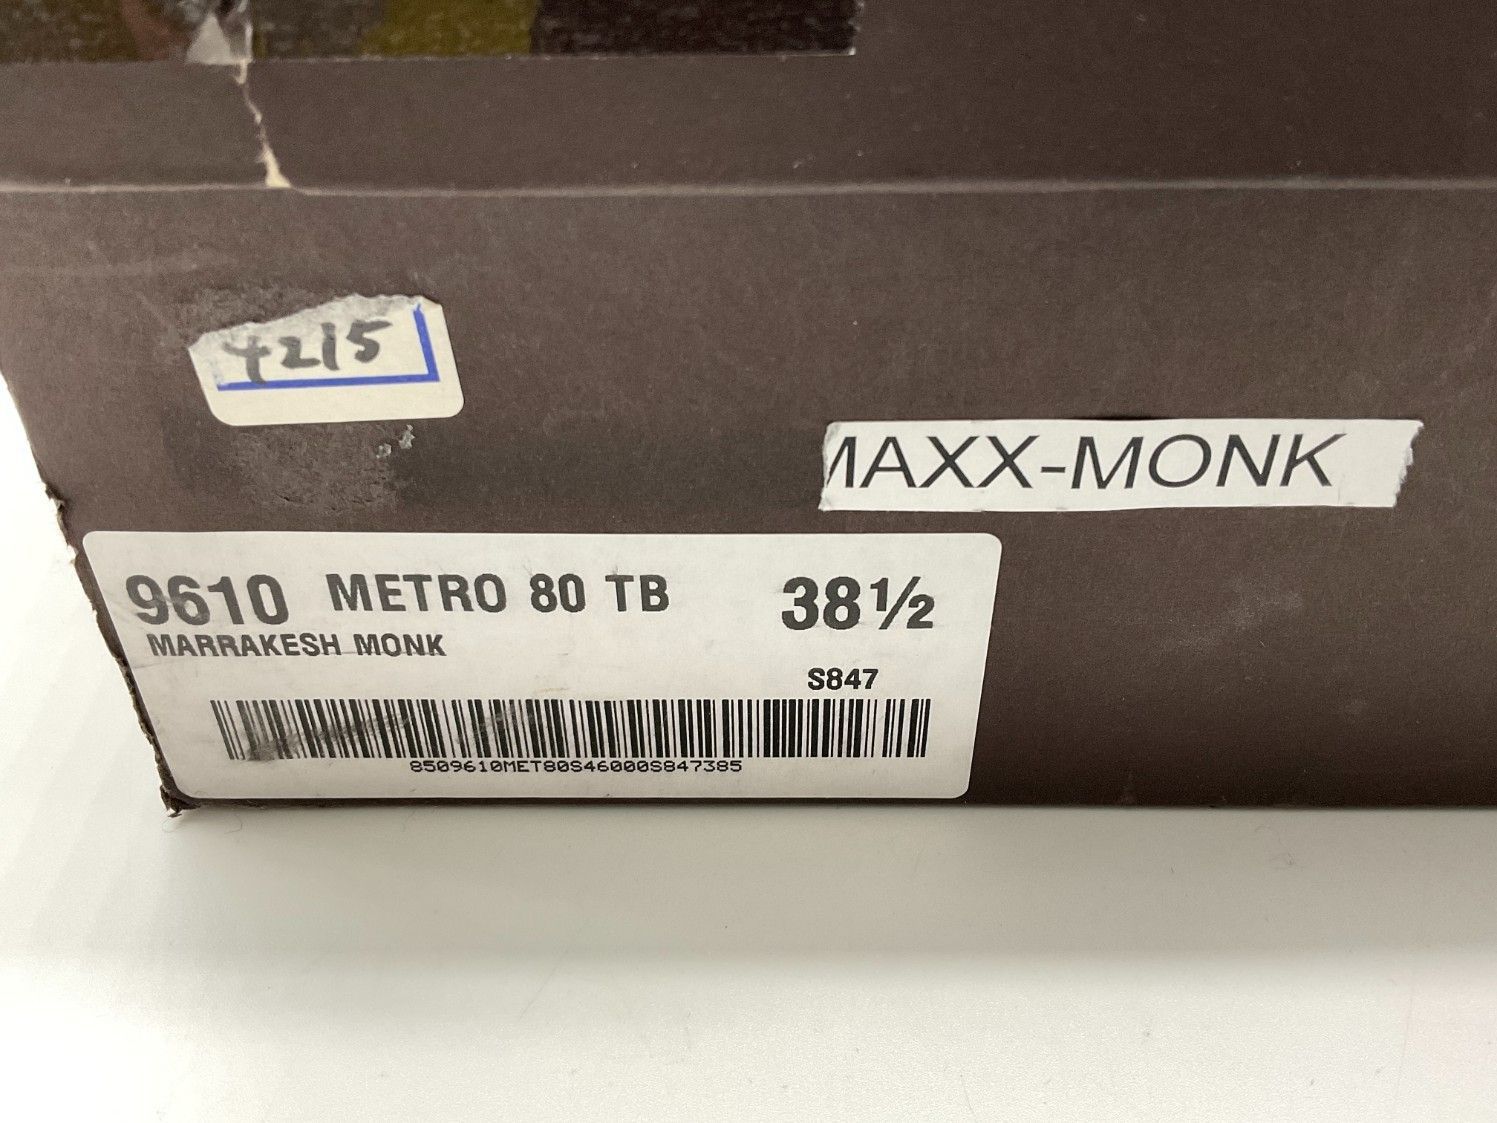 4215
MAXX-MONK
9610 METRO 80 TB 38½
MARRAKESH MONK
S847
8509610MET80S46000S847385